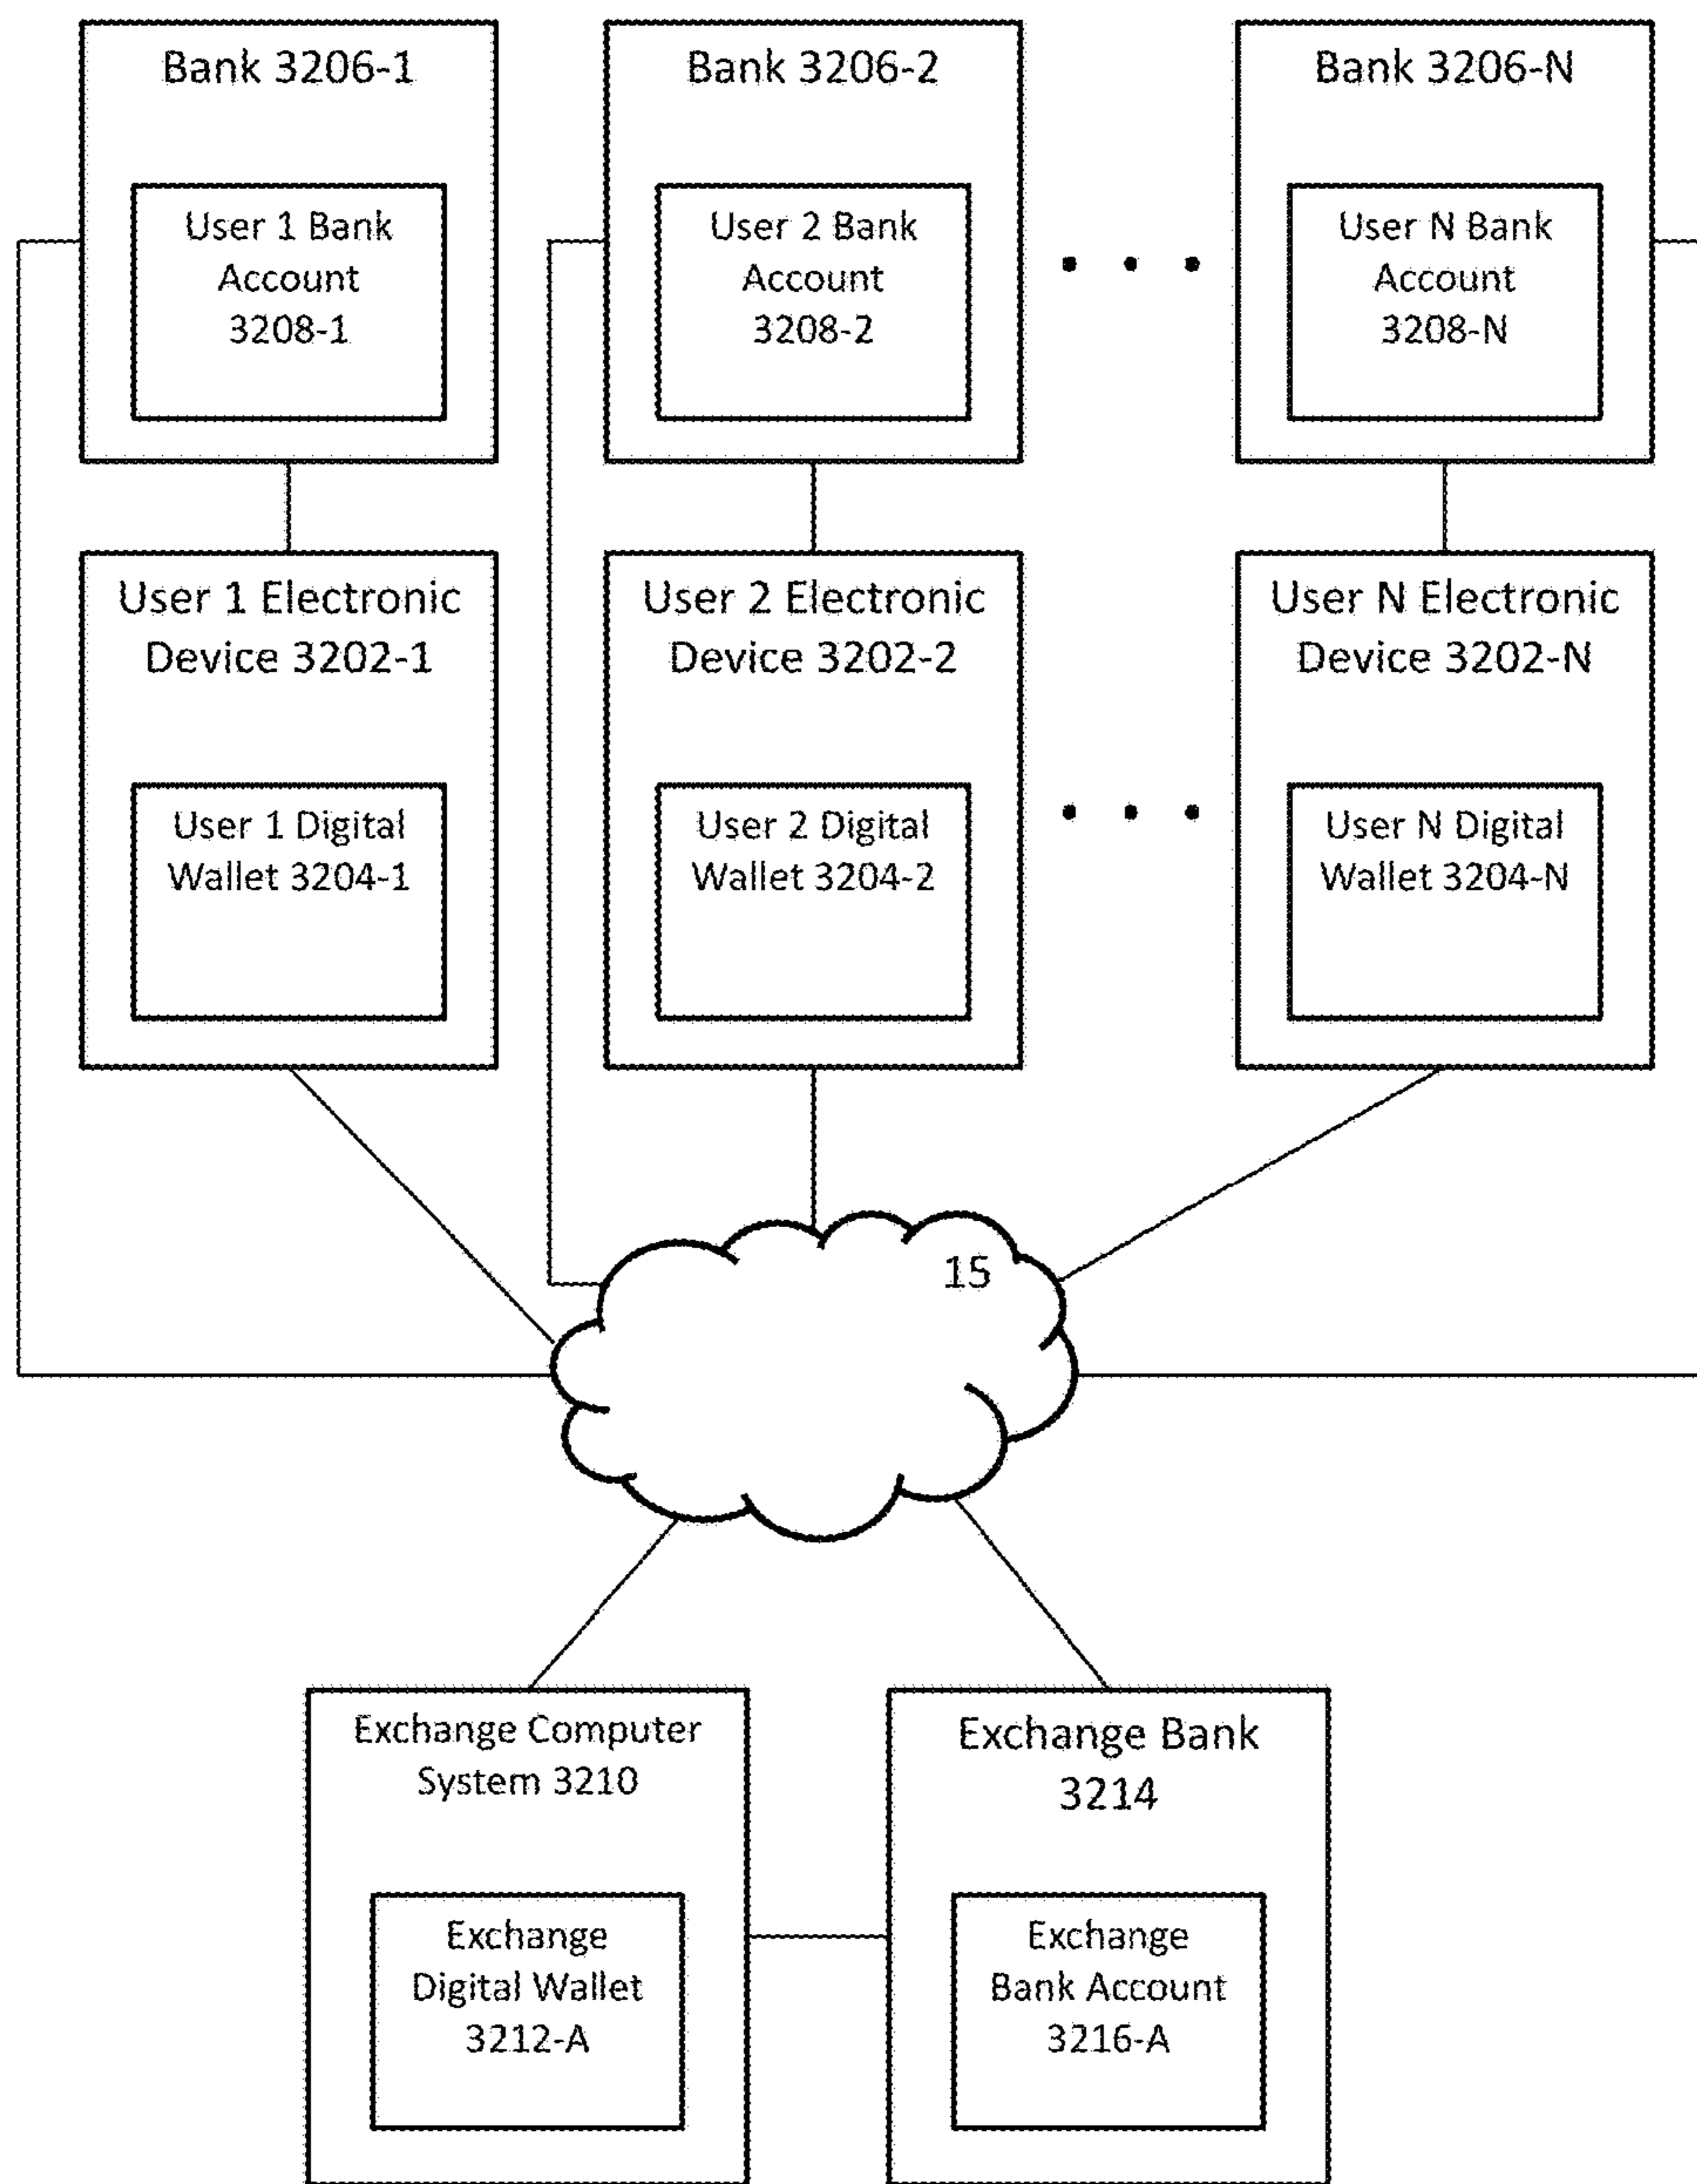 Bank 3206-1
User 1 Bank
Account
3208-1
Bank 3206-2
User 2 Bank
Account
3208-2
Bank 3206-N
User N Bank
Account
3208-N
User 1 Electronic
Device 3202-1
User 1 Digital
Wallet 3204-1
User 2 Electronic
Device 3202-2
User 2 Digital
Wallet 3204-2
User N Electronic
Device 3202-N
User N Digital
Wallet 3204-N
15
Exchange Computer
System 3210
Exchange
Digital Wallet
3212-A
Exchange Bank
3214
Exchange
Bank Account
3216-A